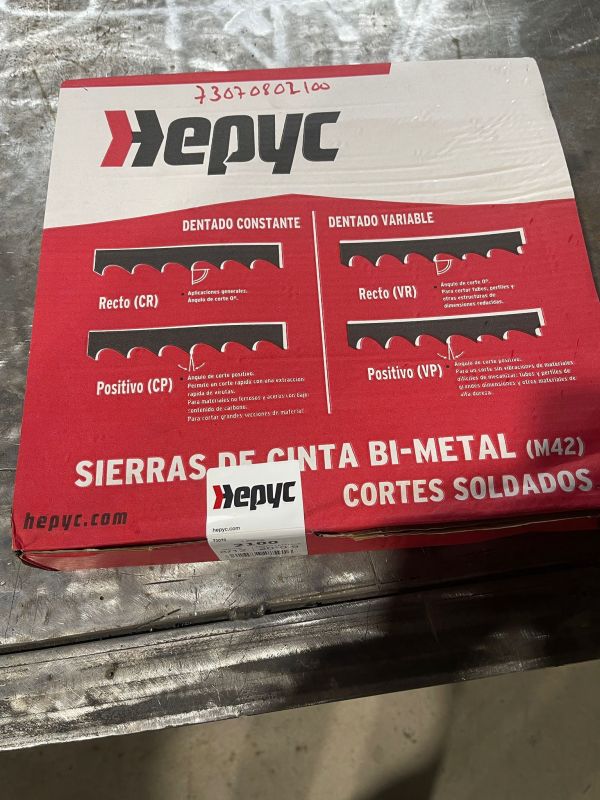 73070802100
Hepyc
DENTADO CONSTANTE
Recto (CR)
• Aplicaciones generales.
Ángulo de corte 0º.
Positivo (CP)
• Ángulo de corte positivo.
Permite un corte rápido con una extracción
rápida de virutas.
Para materiales no férreos y aceros con bajo
contenido de carbono.
Para cortar grandes secciones de material.
DENTADO VARIABLE
Recto (VR)
• Ángulo de corte 0º.
Para cortar tubos, perfiles y
otras estructuras de
dimensiones reducidas.
Positivo (VP)
• Ángulo de corte positivo.
Para un corte sin vibraciones de materiales
difíciles de mecanizar: tubos y perfiles de
grandes dimensiones y otros materiales de
alta dureza.
SIERRAS DE CINTA BI-METAL (M42)
CORTES SOLDADOS
hepyc.com
Hepyc
hepyc.com
2100